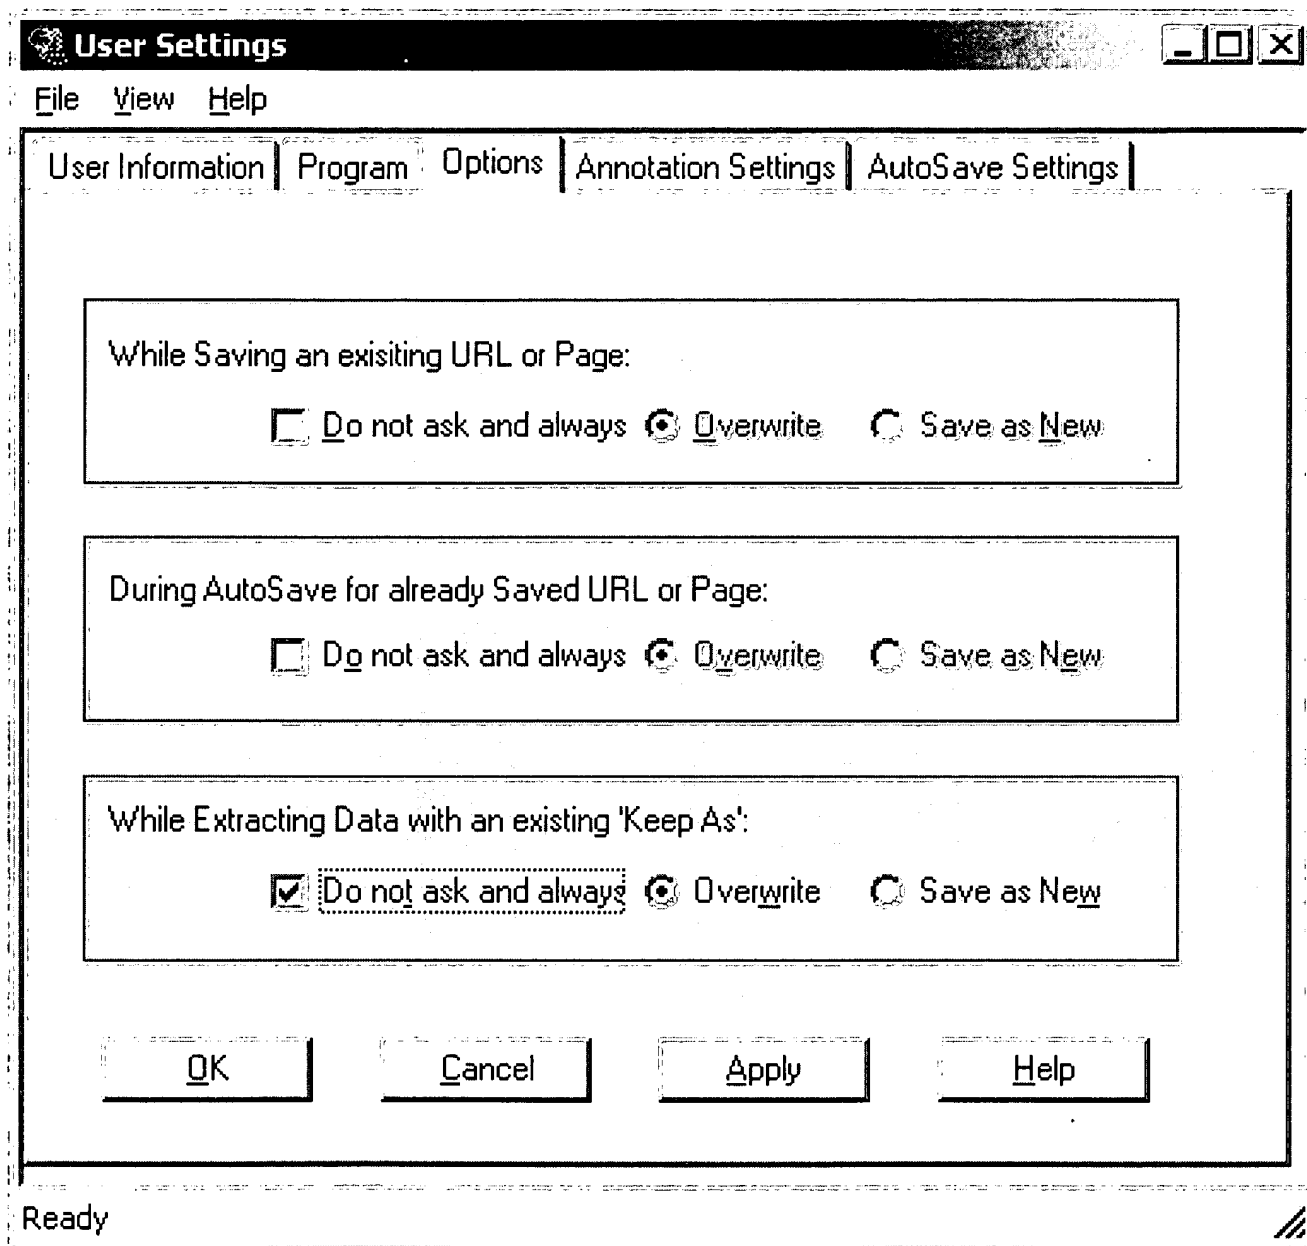 User Settings
File View Help
User Information Program Options Annotation Settings AutoSave Settings
While Saving an exisiting URL or Page:
Do not ask and always Overwrite Save as New
During AutoSave for already Saved URL or Page:
Do not ask and always Overwrite Save as New
While Extracting Data with an existing 'Keep As':
Do not ask and always Overwrite Save as New
OK Cancel Apply Help
Ready